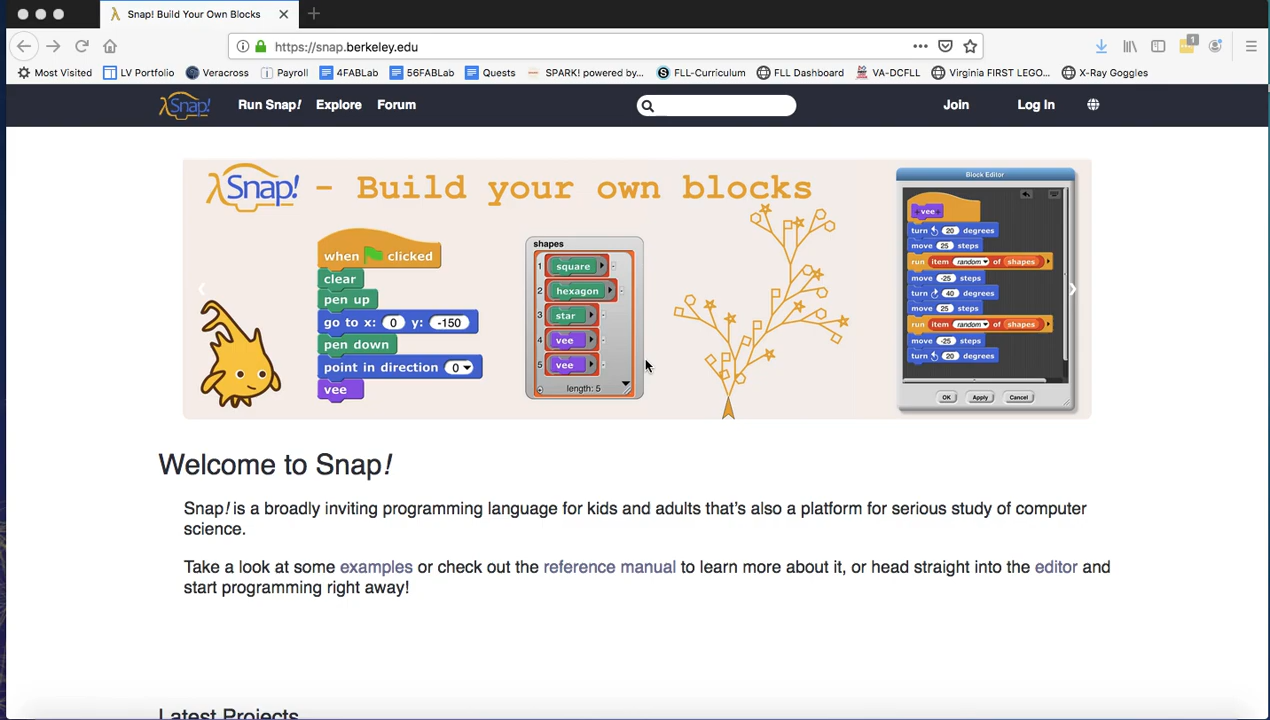 Snap! Build Your Own Blocks
https://snap.berkeley.edu
1
Most Visited LV Portfolio Veracross Payroll 4FABLab 56FABLab Quests SPARK! powered by... FLL-Curriculum FLL Dashboard VA-DCFLL Virginia FIRST LEGO... X-Ray Goggles
Snap! Run Snap! Explore Forum Join Log In
Snap! - Build your own blocks
when clicked
clear
pen up
go to x: 0 y: -150
pen down
point in direction 0
vee
shapes
1 square
2 hexagon
3 star
4 vee
5 vee
length: 5
Block Editor
vee
turn 20 degrees
move 25 steps
run item random of shapes
move -25 steps
turn 40 degrees
move 25 steps
run item random of shapes
move -25 steps
turn 20 degrees
OK Apply Cancel
Welcome to Snap!
Snap! is a broadly inviting programming language for kids and adults that's also a platform for serious study of computer
science.
Take a look at some examples or check out the reference manual to learn more about it, or head straight into the editor and
start programming right away!
Latest Projects